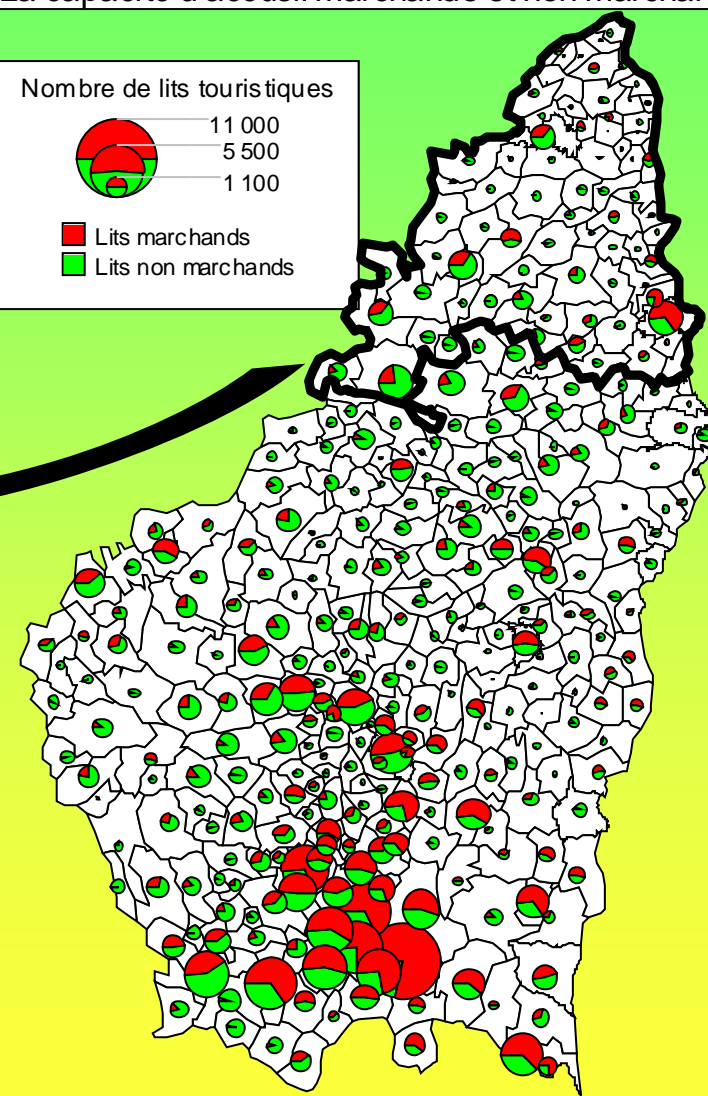 Nombre de lits touristiques
11 000
5 500
1 100
Lits marchands
Lits non marchands